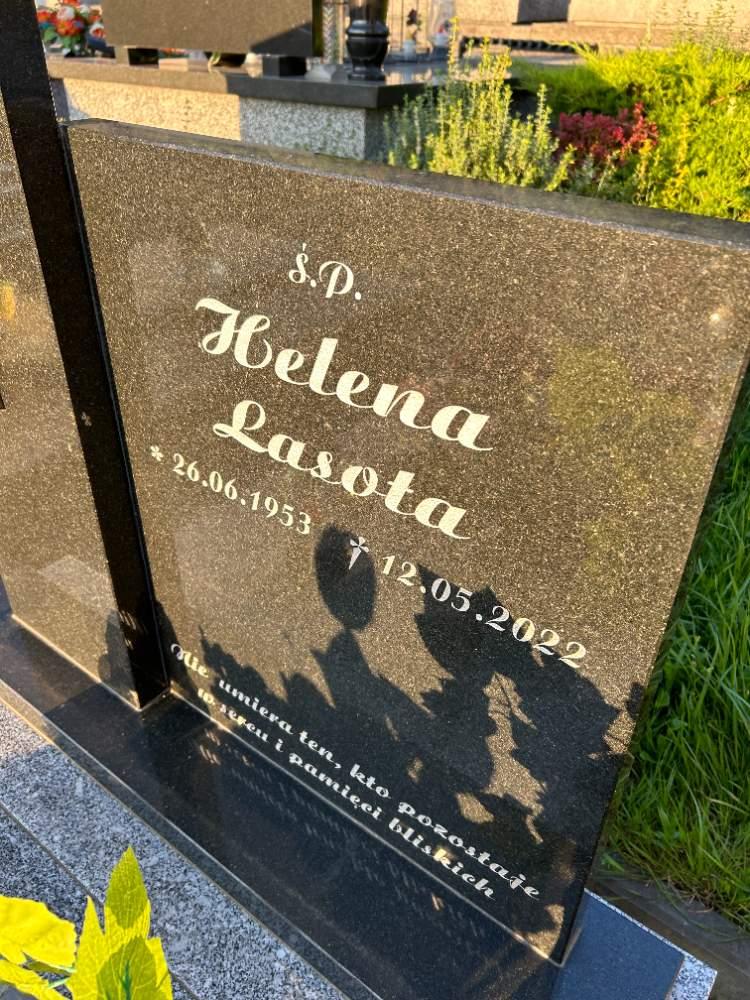 ś.P.
Helena
Lasota
* 26.06.1953
† 12.05.2022
Nie umiera ten, kto pozostaje
w sercu i pamięci bliskich